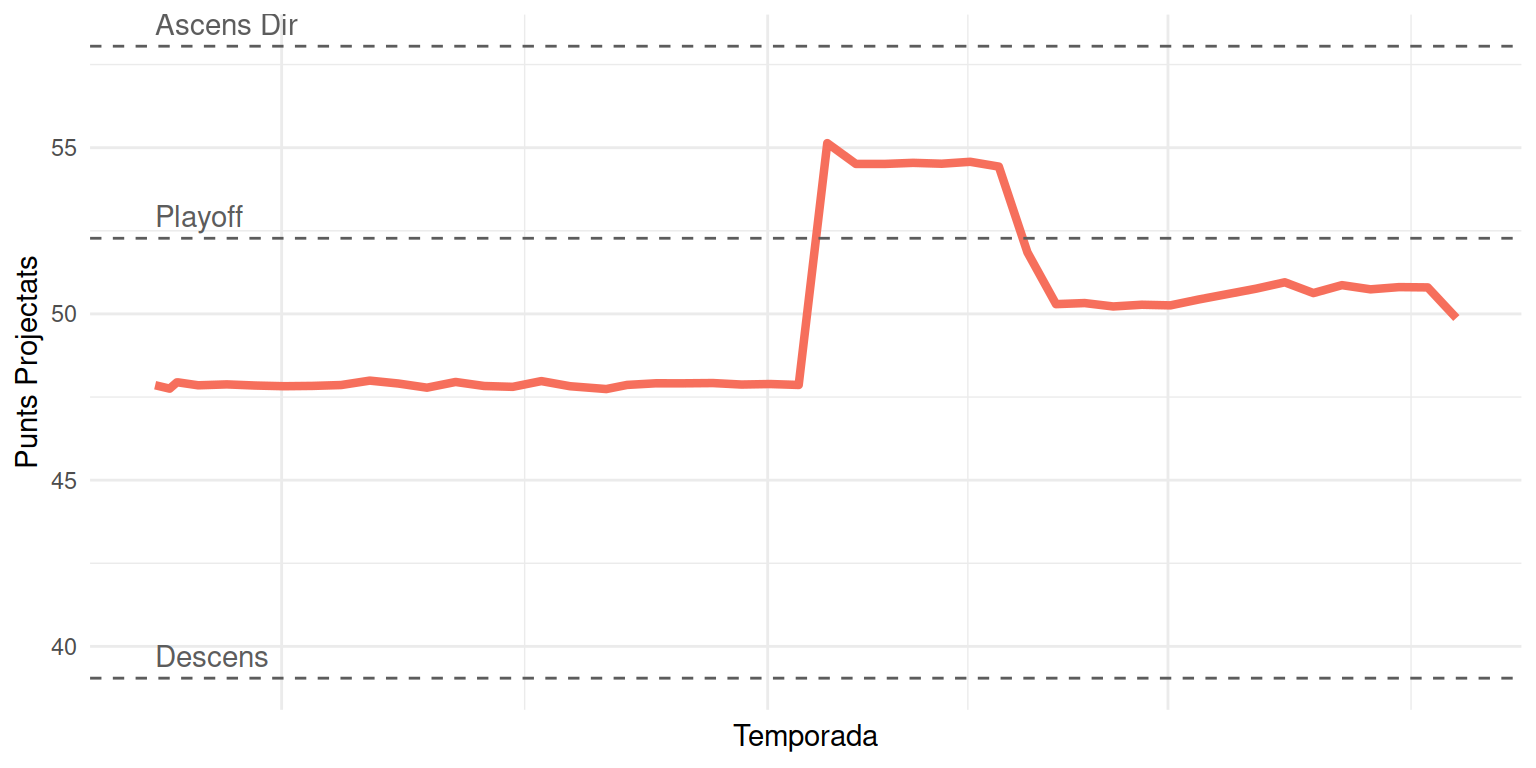 Ascens Dir
55
Playoff
50
45
40
Descens
Punts Projectats
Temporada